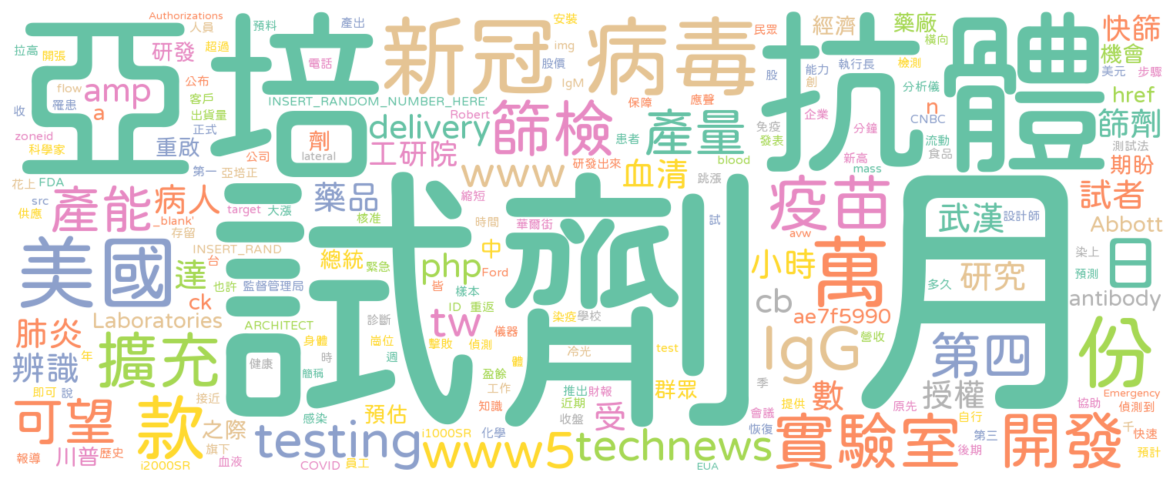 Authorizations
預料
產出
安裝
民眾
橫向
拉高
開張
人員
研發
超過
亞培
電話
新冠病毒
img
股價
IgM
抗體
經濟
藥廠
快篩
機會
flow
公布
執行長
檢測
美元
步驟
股
能力
創
amp
a
客戶
出貨量
INSERT_RANDOM_NUMBER_HERE'
Robert
保障
應聲
分析儀
n
href
收
罹患
正式
重啟
劑
delivery
篩檢
患者
產量
企業
CNBC
流動
篩劑
zoneid
科學家
公司
lateral
工研院
免疫
發表
分鐘
食品
測試法
第一
亞培正
www
研發出來
blood
新高
mass
期盼
花上
FDA
產能
病人
藥品
跳漲
血清
疫苗
試者
src
供應
_blank'
target
大漲
縮短
核准
時間
華爾街
試
武漢
設計師
Abbott
存留
avw
美國
達
INSERT_RAND
台
總統
緊急
中
php
Ford
小時
萬
月
日
染上
預測
也許
監督管理局
皆
樣本
試劑
研究
多久
ck
ID
重返
cb
antibody
肺炎
Laboratories
tw
染疫
學校
ae7f5990
ARCHITECT
診斷
儀器
IgG
辨識
擴充
身體
崗位
擊敗
偵測
test
營收
第四
份
年
健康
時
週
體
冷光
即可
說
簡稱
盈餘
季
接近
工作
推出
財報
群眾
授權
Emergency
可望
款
預估
知識
近期
受
數
提供
原先
協助
偵測到
感染
會議
自行
千
之際
testing
i1000SR
化學
收盤
technews
恢復
實驗室
第三
開發
快速
報導
川普
歷史
旗下
www5
後期
預計
i2000SR
血液
COVID
員工
EUA